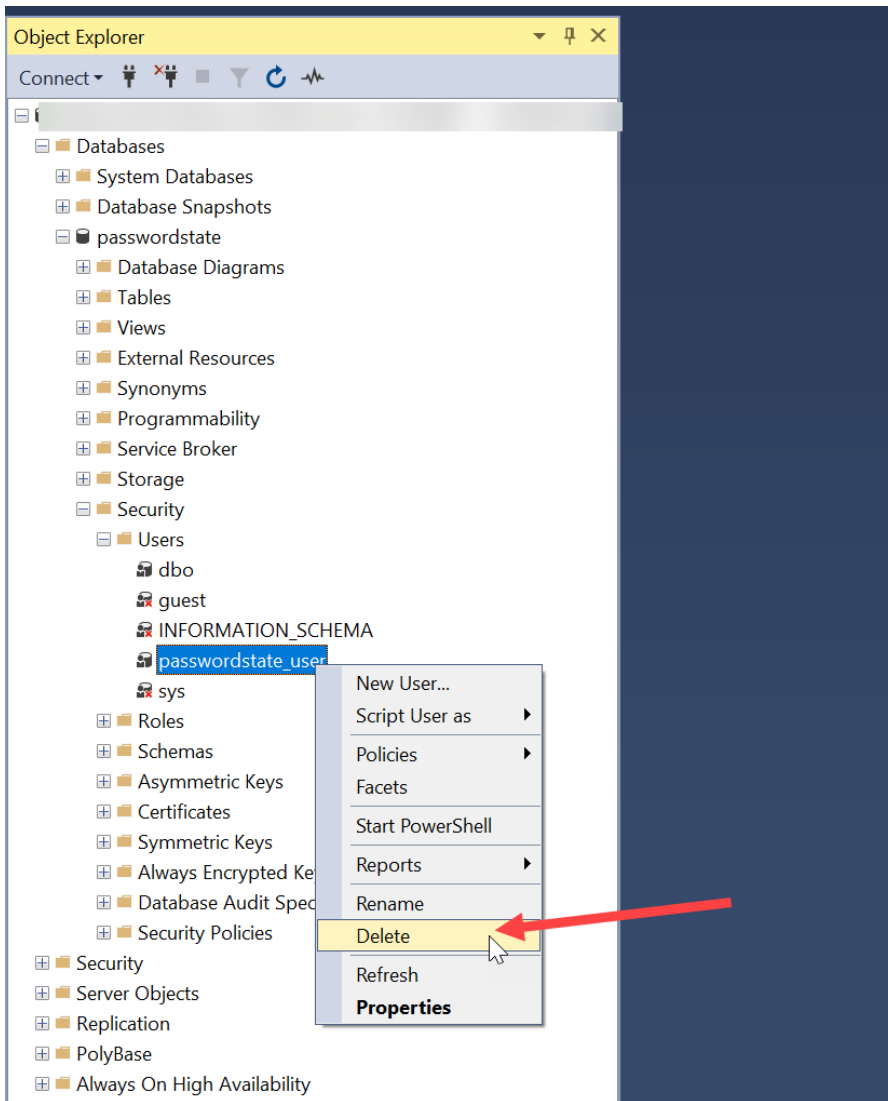 Object Explorer
Connect
Databases
System Databases
Database Snapshots
passwordstate
Database Diagrams
Tables
Views
External Resources
Synonyms
Programmability
Service Broker
Storage
Security
Users
dbo
guest
INFORMATION_SCHEMA
passwordstate_user
sys
Roles
Schemas
Asymmetric Keys
Certificates
Symmetric Keys
Always Encrypted Ke
Database Audit Spec
Security Policies
Security
Server Objects
Replication
PolyBase
Always On High Availability
New User...
Script User as
Policies
Facets
Start PowerShell
Reports
Rename
Delete
Refresh
Properties